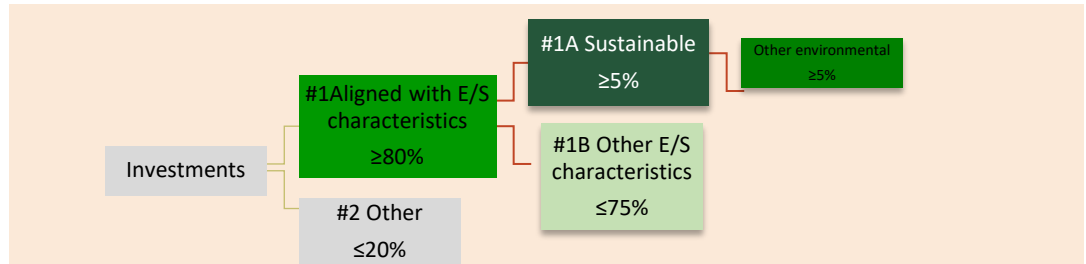 Investments
#1Aligned with E/S
characteristics
≥80%
#2 Other
≤20%
#1A Sustainable
≥5%
#1B Other E/S
characteristics
≤75%
Other environmental
≥5%